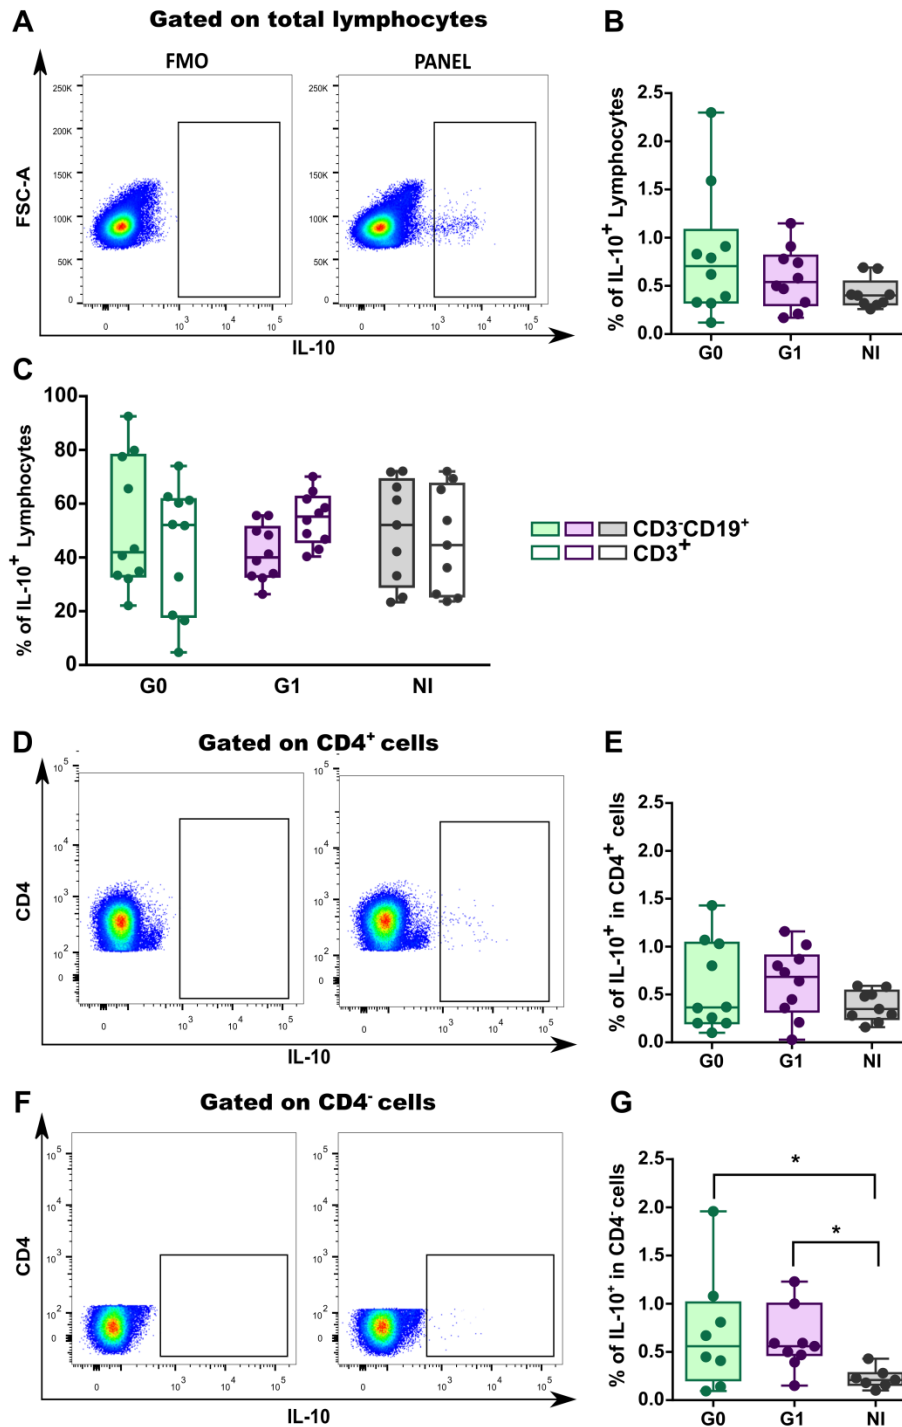 A Gated on total lymphocytes
FMO PANEL
FSC-A
250K
200K
150K
100K
50K
0
250K
200K
150K
100K
50K
0
0 10³ 10⁴ 10⁵
0 10³ 10⁴ 10⁵
IL-10
B
% of IL-10⁺ Lymphocytes
2.5
2.0
1.5
1.0
0.5
0.0
G0 G1 NI
C
% of IL-10⁺ Lymphocytes
100
80
60
40
20
0
G0 G1 NI
CD3⁻CD19⁺
CD3⁺
D Gated on CD4⁺ cells
CD4
10⁵
10⁴
10³
10²
0
10⁵
10⁴
10³
10²
0
0 10³ 10⁴ 10⁵
0 10³ 10⁴ 10⁵
IL-10
E
% of IL-10⁺ in CD4⁺ cells
2.5
2.0
1.5
1.0
0.5
0.0
G0 G1 NI
F Gated on CD4⁻ cells
CD4
10⁵
10⁴
10³
10²
0
10⁵
10⁴
10³
10²
0
0 10³ 10⁴ 10⁵
0 10³ 10⁴ 10⁵
IL-10
G
% of IL-10⁺ in CD4⁻ cells
2.5
2.0
1.5
1.0
0.5
0.0
*
*
G0 G1 NI